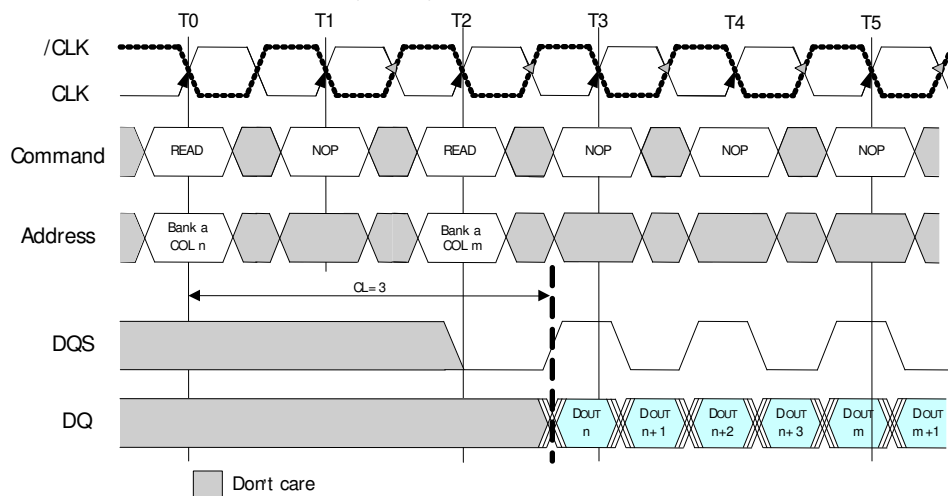 T0 T1 T2 T3 T4 T5
/CLK
CLK
Command READ NOP READ NOP NOP NOP
Address Bank a COL n Bank a COL m
CL= 3
DQS
DQ DOUT n DOUT n+1 DOUT n+2 DOUT n+3 DOUT m DOUT m+1
Don't care